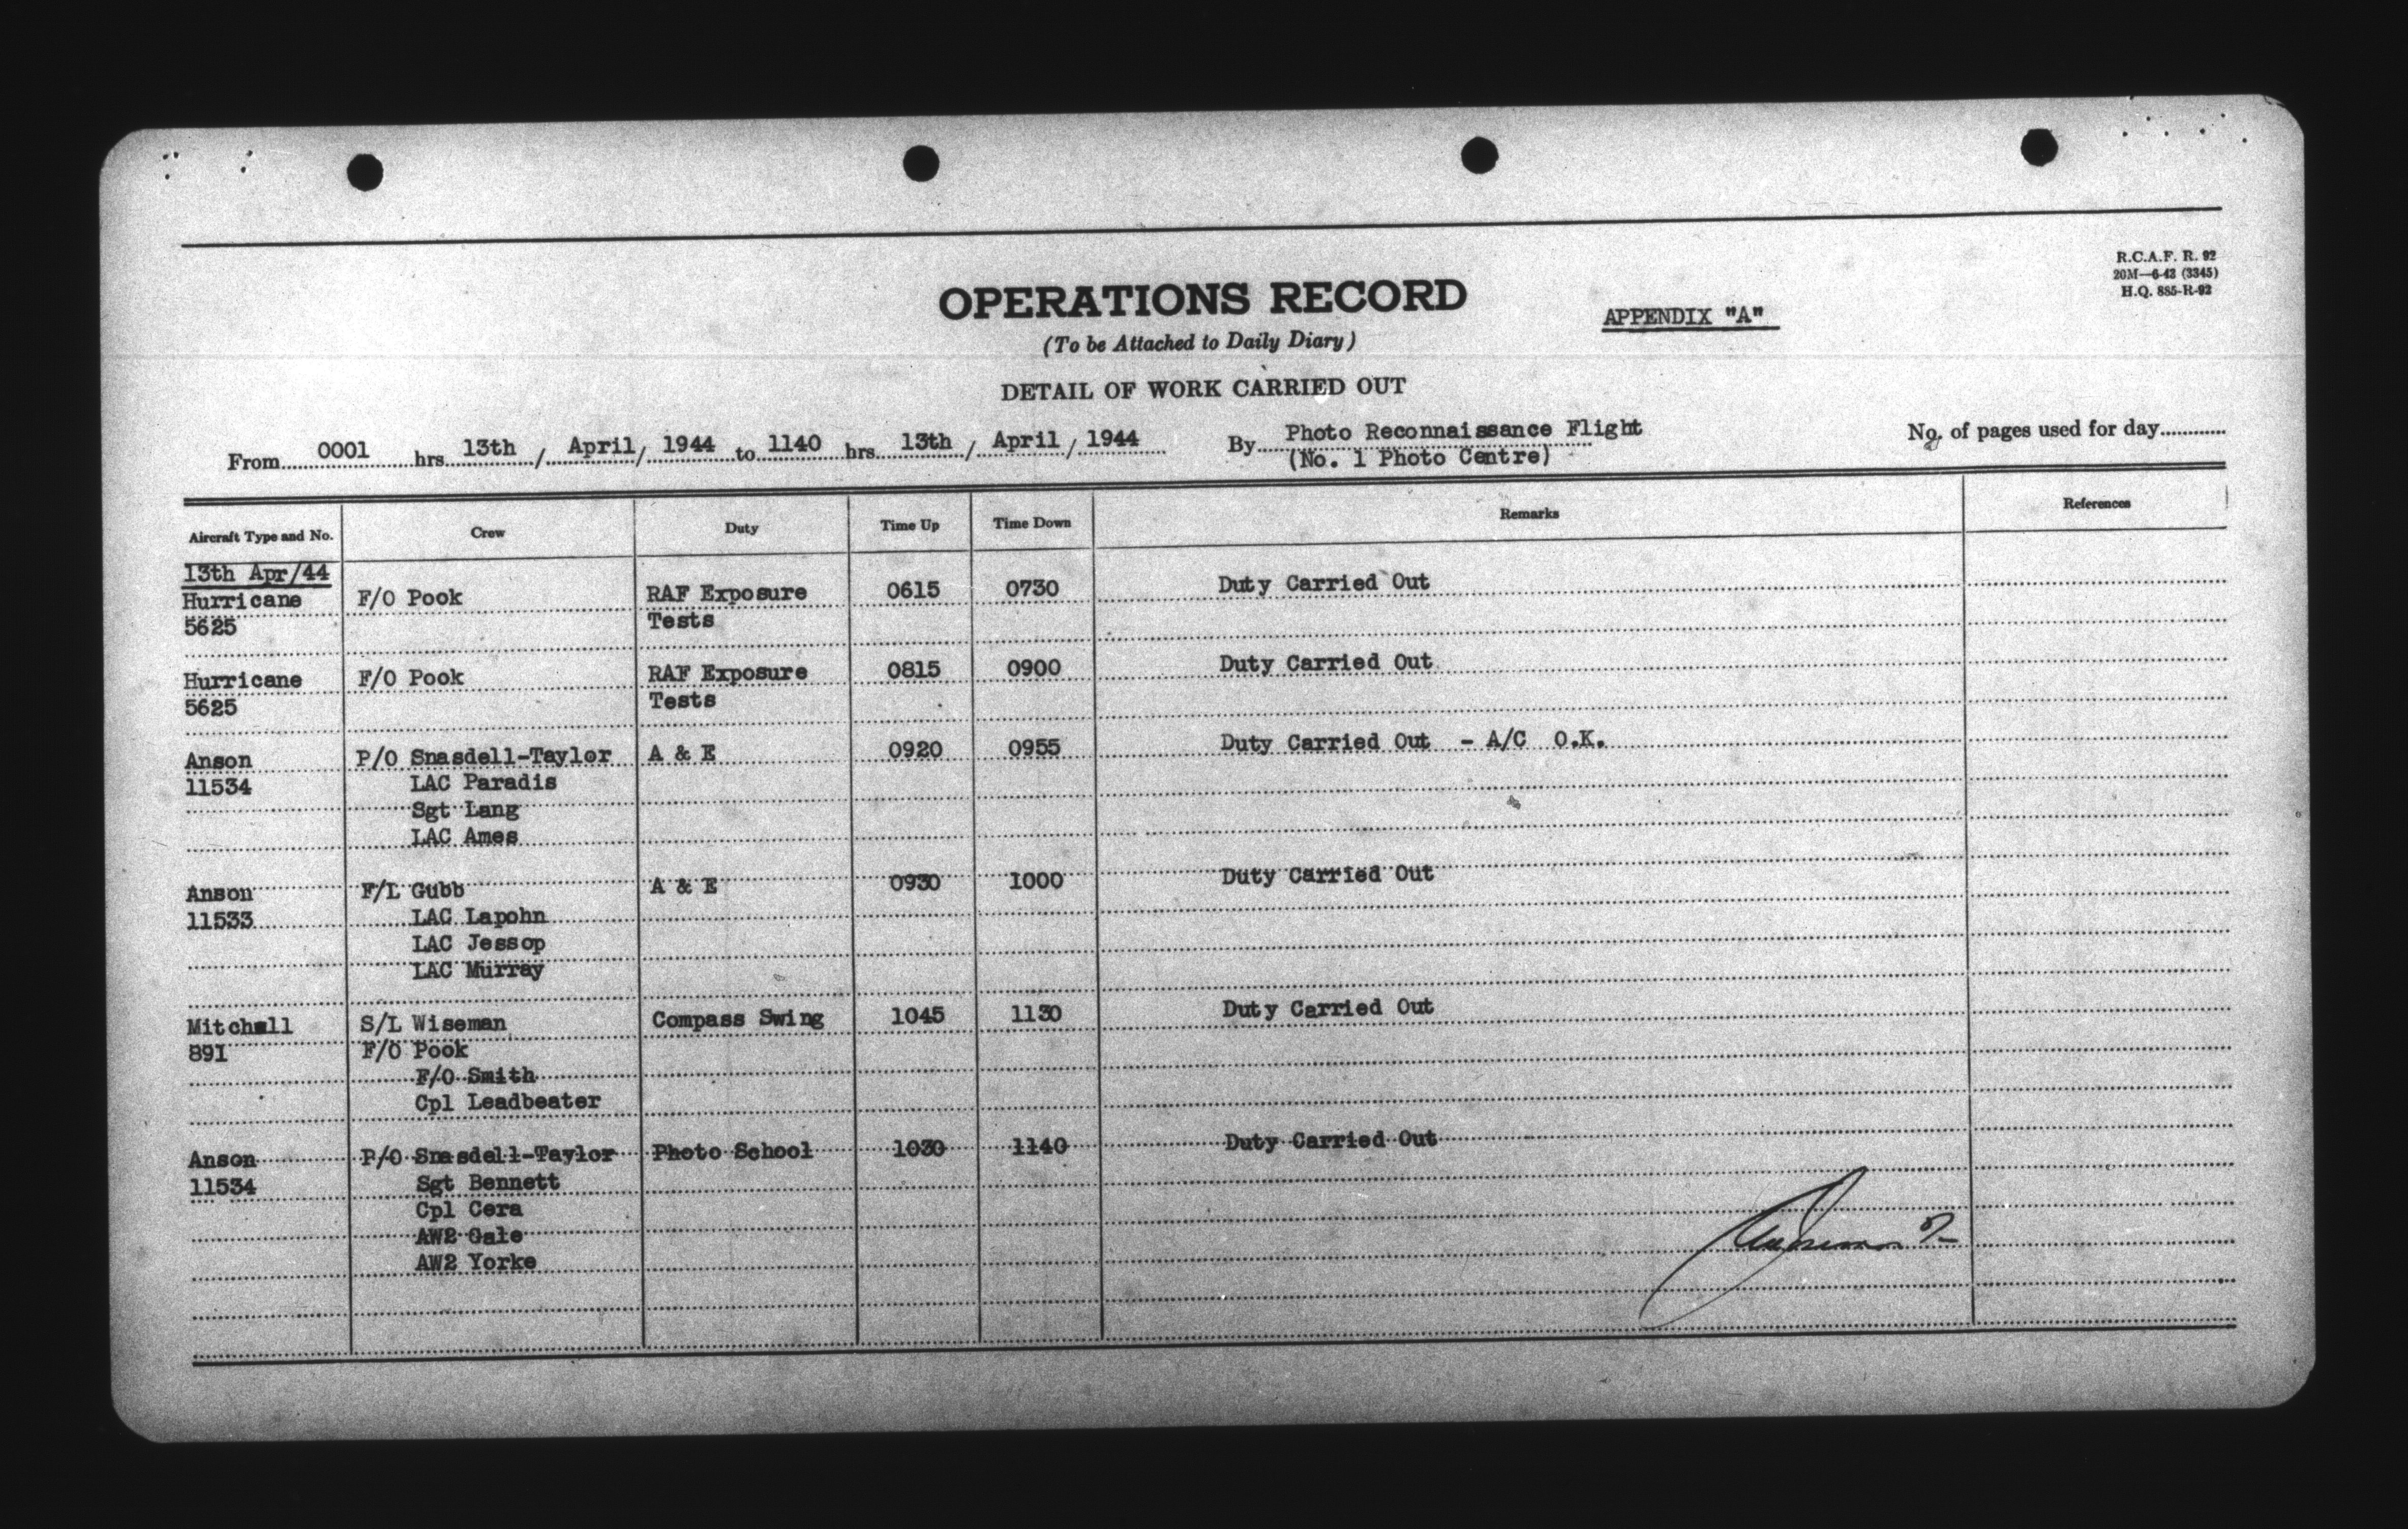 R.C.A.F. R. 92
20M—6-43 (3345)
H.Q. 885-R-92
OPERATIONS RECORD
APPENDIX "A"
(To be Attached to Daily Diary)
DETAIL OF WORK CARRIED OUT
From 0001 hrs 13th / April / 1944 to 1140 hrs 13th / April / 1944 By Photo Reconnaissance Flight No. of pages used for day
(No. 1 Photo Centre)
Aircraft Type and No. Crew Duty Time Up Time Down Remarks References
13th Apr/44
Hurricane F/O Pook RAF Exposure 0615 0730 Duty Carried Out
5625 Tests
Hurricane F/O Pook RAF Exposure 0815 0900 Duty Carried Out
5625 Tests
Anson P/O Snasdell-Taylor A & E 0920 0955 Duty Carried Out - A/C O.K.
11534 LAC Paradis
Sgt Lang
LAC Ames
Anson F/L Gubb A & E 0930 1000 Duty Carried Out
11533 LAC Lapohn
LAC Jessop
LAC Murray
Mitchell S/L Wiseman Compass Swing 1045 1130 Duty Carried Out
891 F/O Pook
F/O Smith
Cpl Leadbeater
Anson P/O Snasdell-Taylor Photo School 1030 1140 Duty Carried Out
11534 Sgt Bennett
Cpl Cera
AW2 Gale
AW2 Yorke